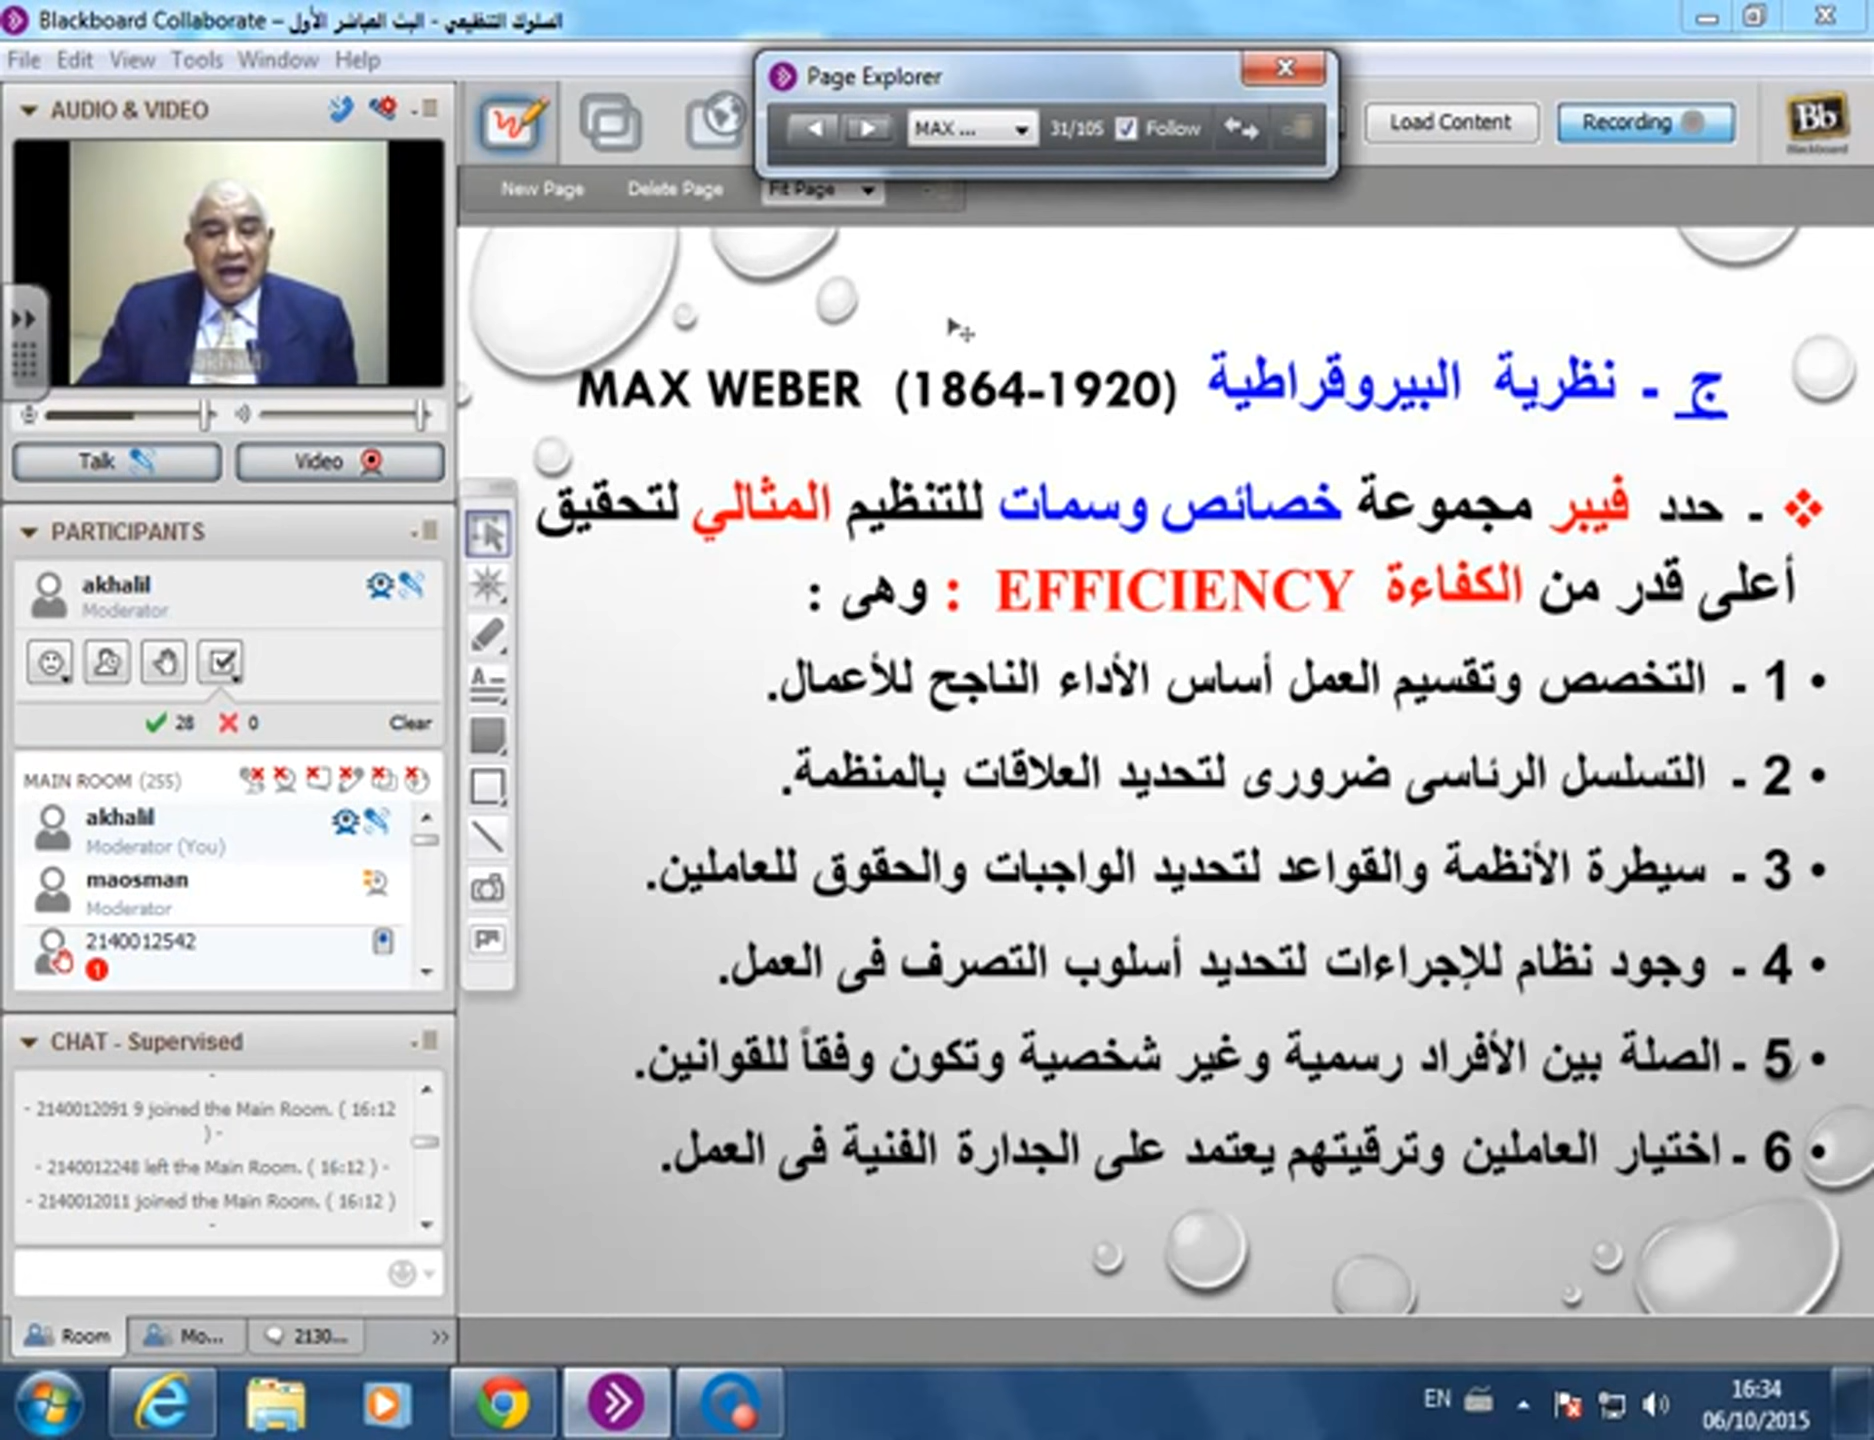 Blackboard Collaborate – السلوك التنظيمي - البث المباشر الأول
File Edit View Tools Window Help
Page Explorer
MAX ... 31/105 Follow
Load Content
Recording
Bb
Blackboard
New Page Delete Page Fit Page
AUDIO & VIDEO
akhalil
Talk Video
PARTICIPANTS
akhalil
Moderator
28 0 Clear
MAIN ROOM (255)
akhalil
Moderator (You)
maosman
Moderator
2140012542
1
CHAT - Supervised
-
- 2140012091 9 joined the Main Room. ( 16:12
) -
- 2140012248 left the Main Room. ( 16:12 ) -
- 2140012011 joined the Main Room. ( 16:12 )
-
Room Mo... 2130... >>
ج - نظرية البيروقراطية MAX WEBER (1864-1920)
❖ - حدد فيبر مجموعة خصائص وسمات للتنظيم المثالي لتحقيق
أعلى قدر من الكفاءة EFFICIENCY : وهى :
• 1 - التخصص وتقسيم العمل أساس الأداء الناجح للأعمال.
• 2 - التسلسل الرئاسى ضرورى لتحديد العلاقات بالمنظمة.
• 3 - سيطرة الأنظمة والقواعد لتحديد الواجبات والحقوق للعاملين.
• 4 - وجود نظام للإجراءات لتحديد أسلوب التصرف فى العمل.
• 5 - الصلة بين الأفراد رسمية وغير شخصية وتكون وفقاً للقوانين.
• 6 - اختيار العاملين وترقيتهم يعتمد على الجدارة الفنية فى العمل.
EN
16:34
06/10/2015